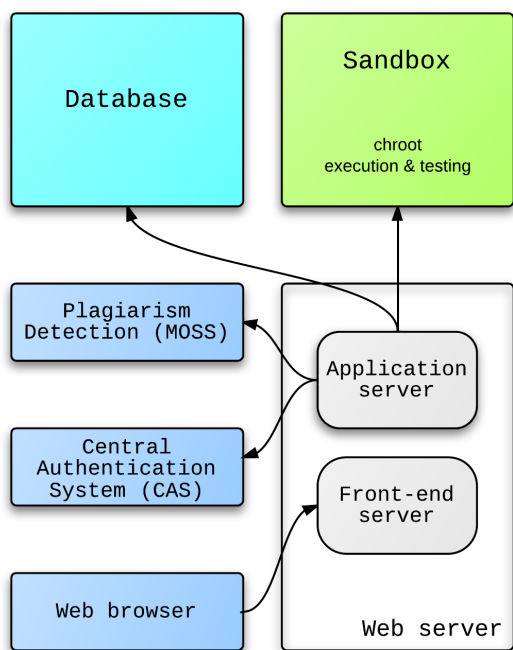 Database
Sandbox
chroot
execution & testing
Plagiarism
Detection (MOSS)
Application
server
Central
Authentication
System (CAS)
Front-end
server
Web browser
Web server